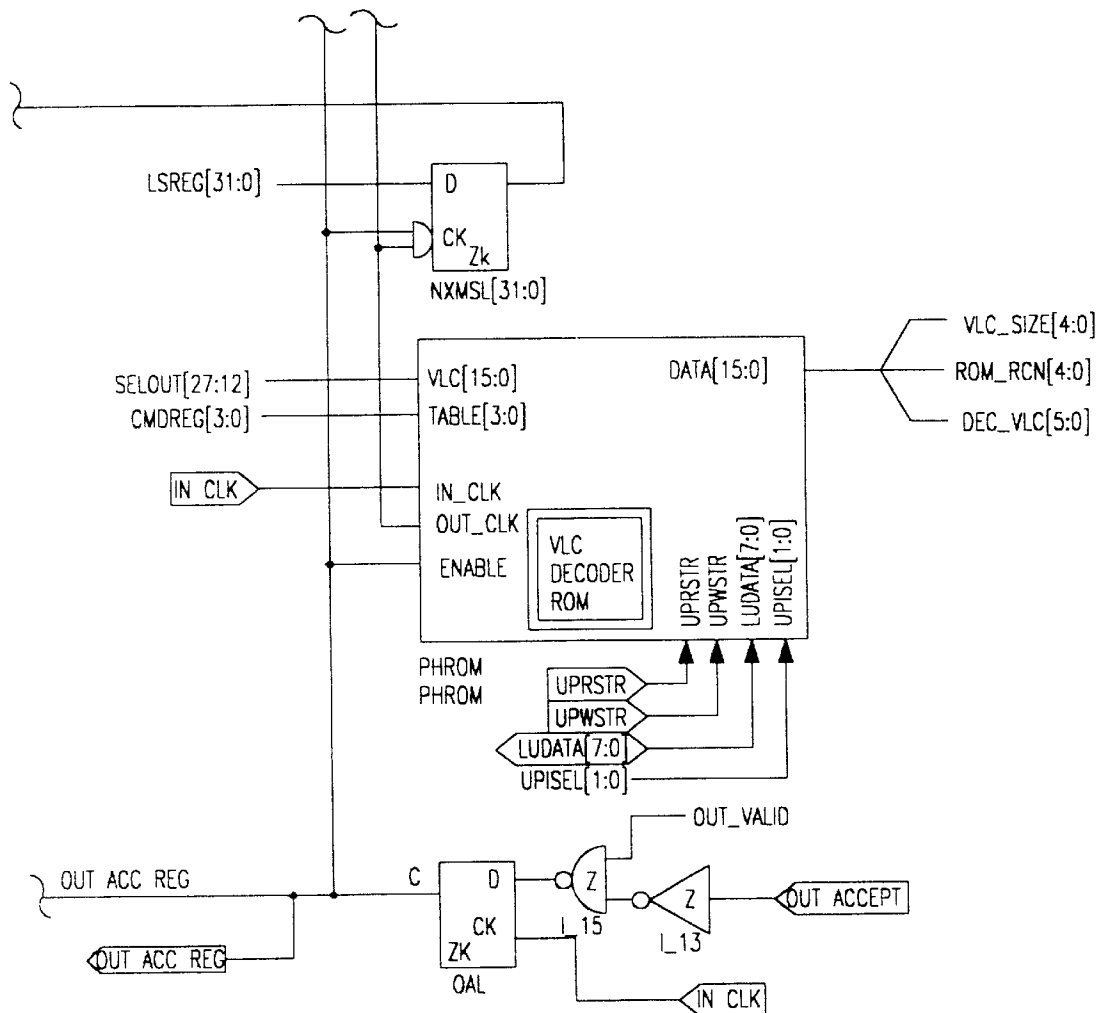 LSREG[31:0]
D
CK
Zk
NXMSL[31:0]
SELOUT[27:12]
CMDREG[3:0]
VLC[15:0]
TABLE[3:0]
DATA[15:0]
VLC_SIZE[4:0]
ROM_RCN[4:0]
DEC_VLC[5:0]
IN CLK
IN_CLK
OUT_CLK
ENABLE
VLC
DECODER
ROM
UPRSTR
UPWSTR
LUDATA[7:0]
UPISEL[1:0]
PHROM
PHROM
UPRSTR
UPWSTR
LUDATA[7:0]
UPISEL[1:0]
OUT_VALID
OUT ACC REG
C
D
Z
Z
OUT ACCEPT
CK
ZK
I_15
I_13
OUT ACC REG
OAL
IN CLK